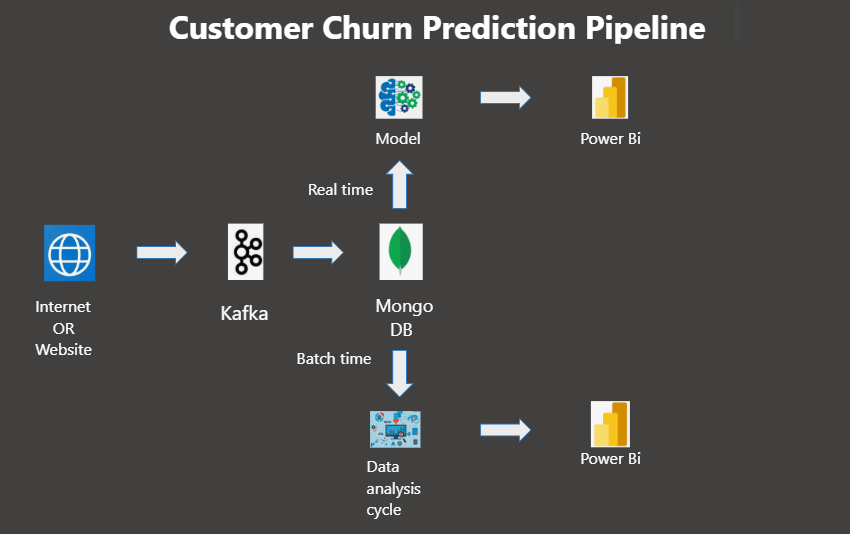 Customer Churn Prediction Pipeline
Model
Power Bi
Real time
Internet
OR
Website
Kafka
Mongo
DB
Batch time
Data
analysis
cycle
Power Bi